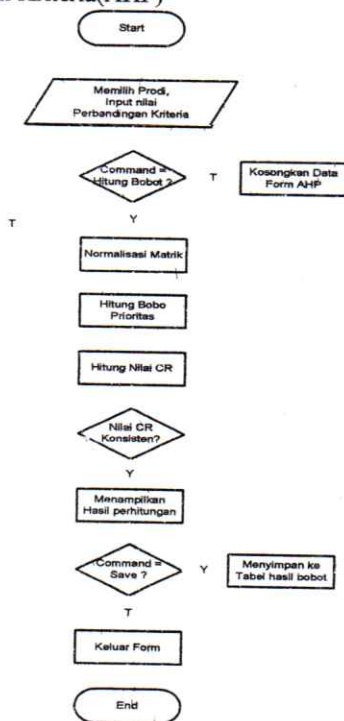 (AHP)
Start
Memilih Prodi,
Input nilai
Perbandingan Kriteria
Command =
Hitung Bobot ?
T
Kosongkan Data
Form AHP
T
Y
Normalisasi Matrik
Hitung Bobo
Prioritas
Hitung Nilai CR
Nilai CR
Konsisten?
Y
Menampilkan
Hasil perhitungan
Command =
Save ?
Y
Menyimpan ke
Tabel hasil bobot
T
Keluar Form
End